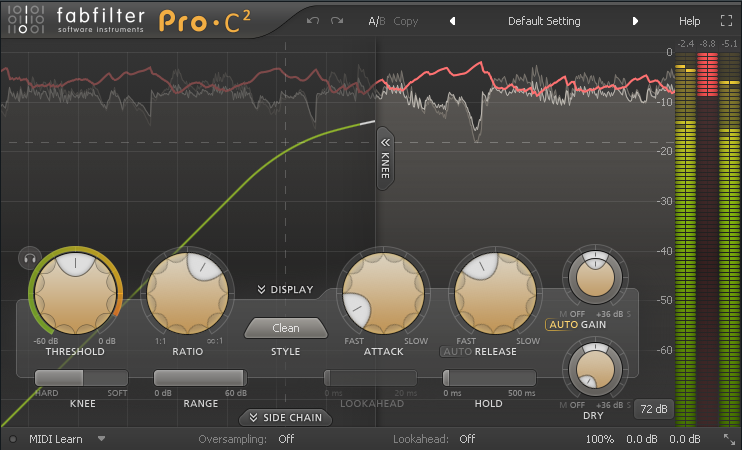 fabfilter
software instruments
Pro·C²
A/B Copy
Default Setting
Help
-2.4 -8.8 -5.1
0
-10
-20
-30
-40
-50
-60
KNEE
-60 dB 0 dB
THRESHOLD
1:1 ∞:1
RATIO
DISPLAY
Clean
STYLE
FAST SLOW
ATTACK
FAST SLOW
AUTO RELEASE
M OFF +36 dB S
AUTO GAIN
HARD SOFT
KNEE
0 dB 60 dB
RANGE
0 ms 20 ms
LOOKAHEAD
0 ms 500 ms
HOLD
M OFF +36 dB S
DRY
72 dB
SIDE CHAIN
MIDI Learn
Oversampling: Off
Lookahead: Off
100% 0.0 dB 0.0 dB